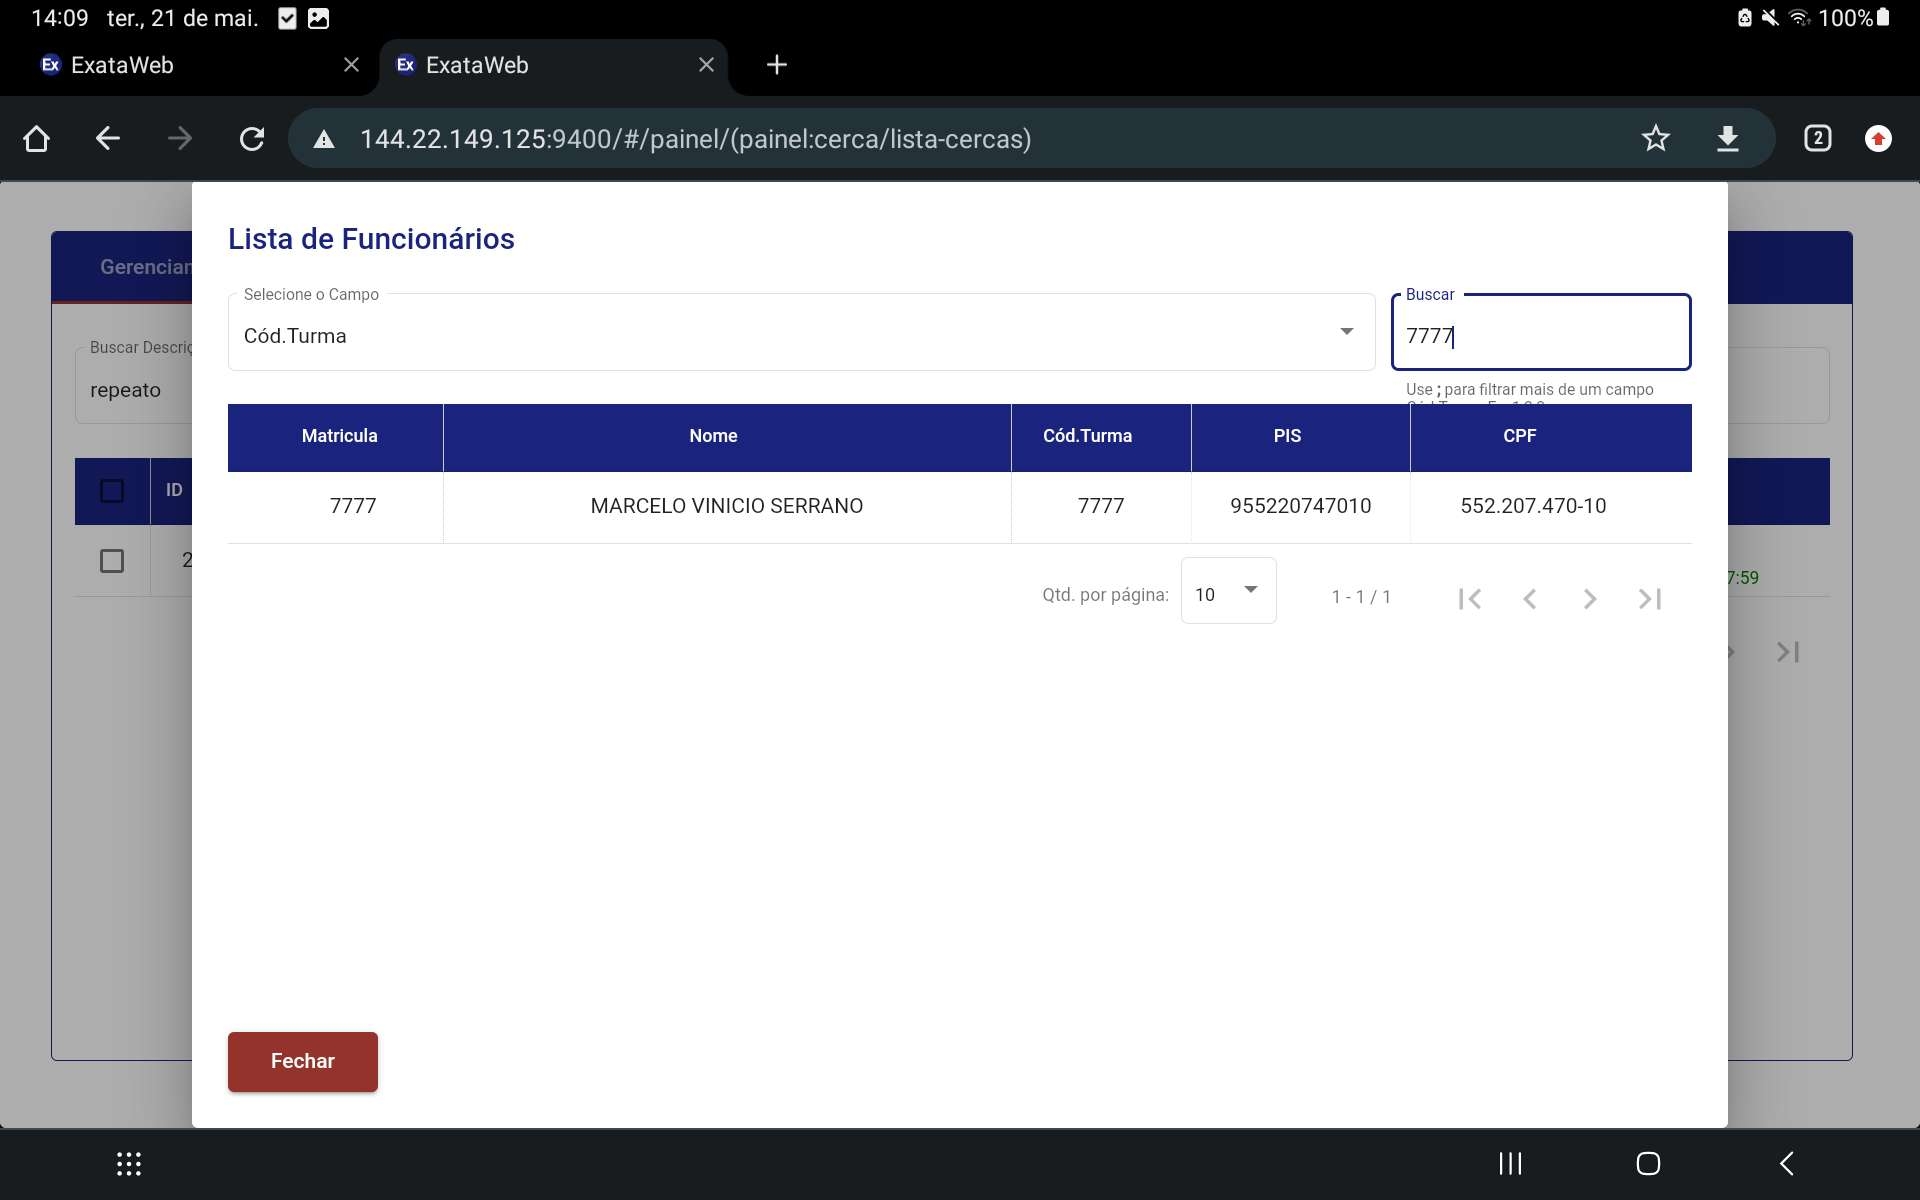 14:09 ter., 21 de mai. 100%
Ex ExataWeb Ex ExataWeb
144.22.149.125:9400/#/painel/(painel:cerca/lista-cercas) 2
Lista de Funcionários
Selecione o Campo
Cód.Turma
Buscar
7777
Use ; para filtrar mais de um campo
Matricula Nome Cód.Turma PIS CPF
7777 MARCELO VINICIO SERRANO 7777 955220747010 552.207.470-10
Qtd. por página: 10 1 - 1 / 1
Fechar
Buscar
repeato
ID
2
7:59